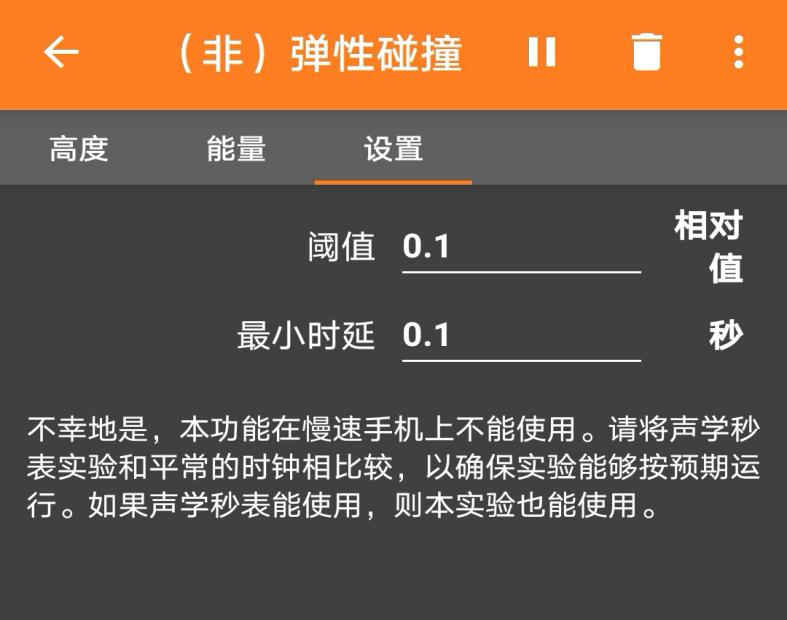 （非）弹性碰撞
高度 能量 设置
阈值 0.1 相对值
最小时延 0.1 秒
不幸地是，本功能在慢速手机上不能使用。请将声学秒
表实验和平常的时钟相比较，以确保实验能够按预期运
行。如果声学秒表能使用，则本实验也能使用。